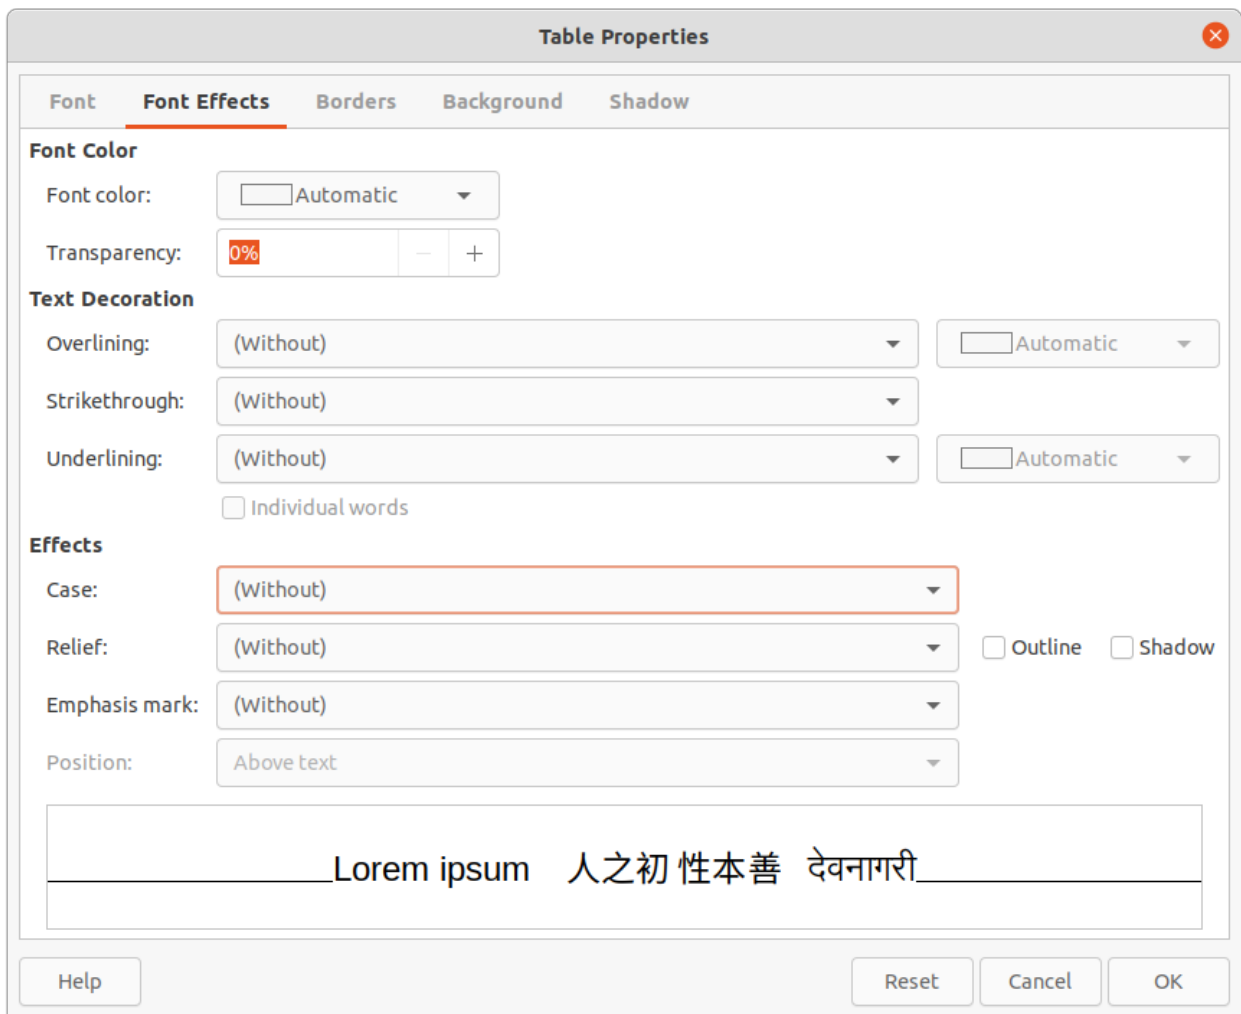 Table Properties
Font Font Effects Borders Background Shadow
Font Color
Font color: Automatic
Transparency: 0%
Text Decoration
Overlining: (Without) Automatic
Strikethrough: (Without)
Underlining: (Without) Automatic
Individual words
Effects
Case: (Without)
Relief: (Without) Outline Shadow
Emphasis mark: (Without)
Position: Above text
Lorem ipsum 人之初 性本善 देवनागरी
Help Reset Cancel OK